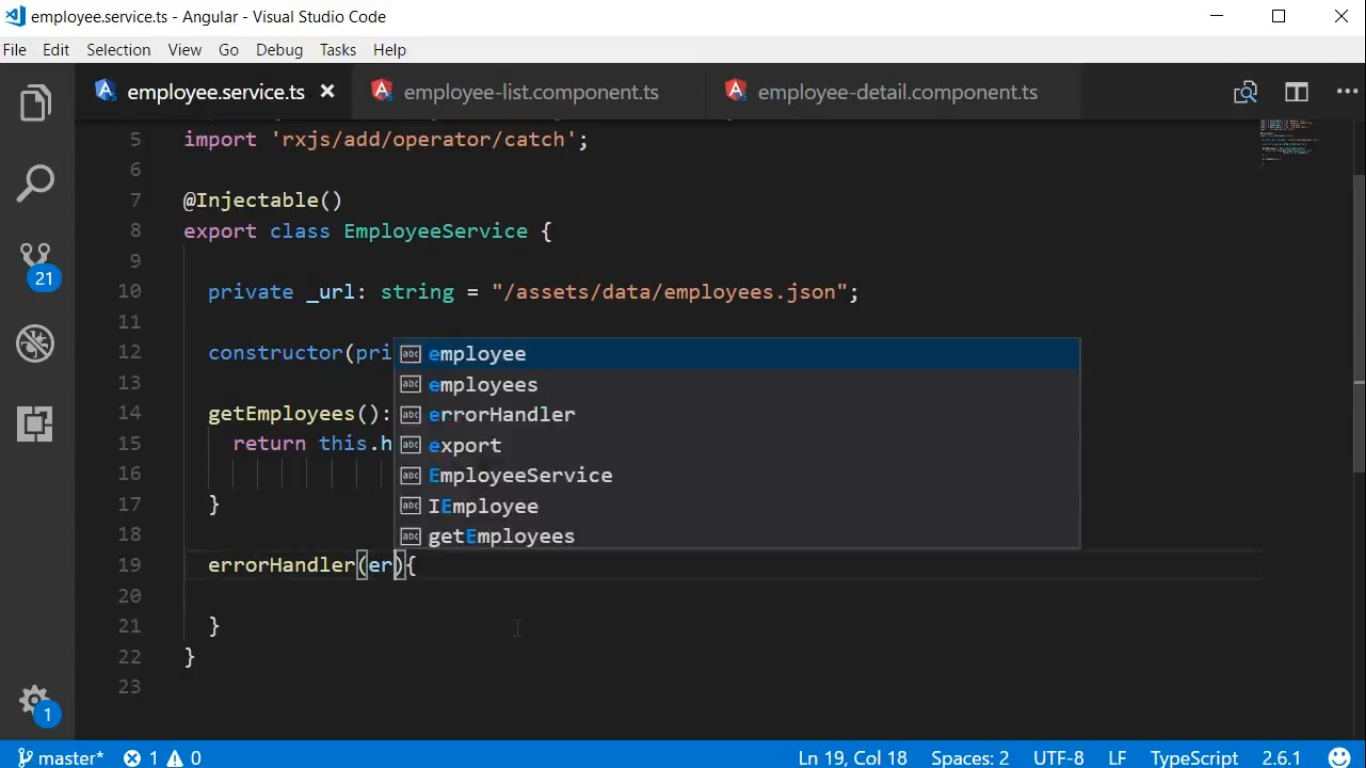 employee.service.ts - Angular - Visual Studio Code
File Edit Selection View Go Debug Tasks Help
employee.service.ts employee-list.component.ts employee-detail.component.ts
5 import 'rxjs/add/operator/catch';
6
7 @Injectable()
8 export class EmployeeService {
9
10 private _url: string = "/assets/data/employees.json";
11
12 constructor(pri
employee
13
employees
14 getEmployees():
errorHandler
15 return this.h
export
16
EmployeeService
17 }
IEmployee
18
getEmployees
19 errorHandler(er){
20
21 }
22 }
23
21
1
master* 1 0 Ln 19, Col 18 Spaces: 2 UTF-8 LF TypeScript 2.6.1